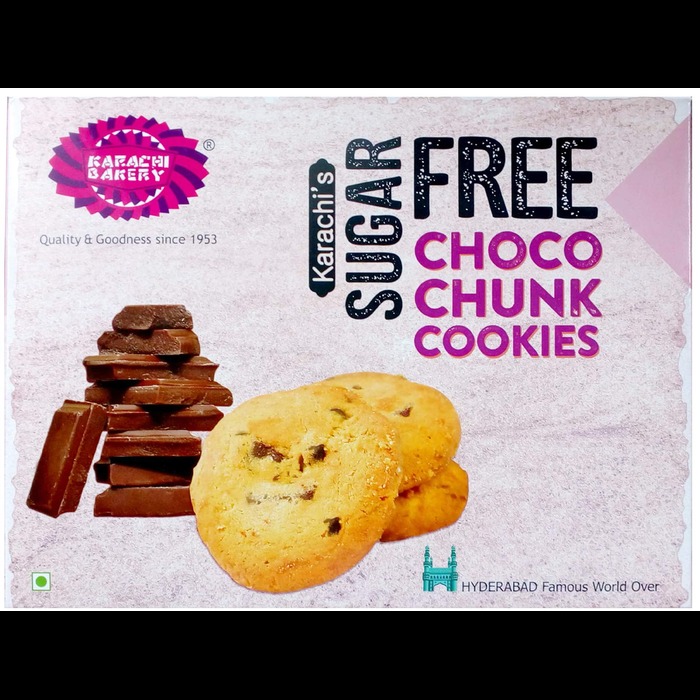 KARACHI
BAKERY
®
Quality & Goodness since 1953
Karachi's
SUGAR
FREE
CHOCO
CHUNK
COOKIES
HYDERABAD Famous World Over